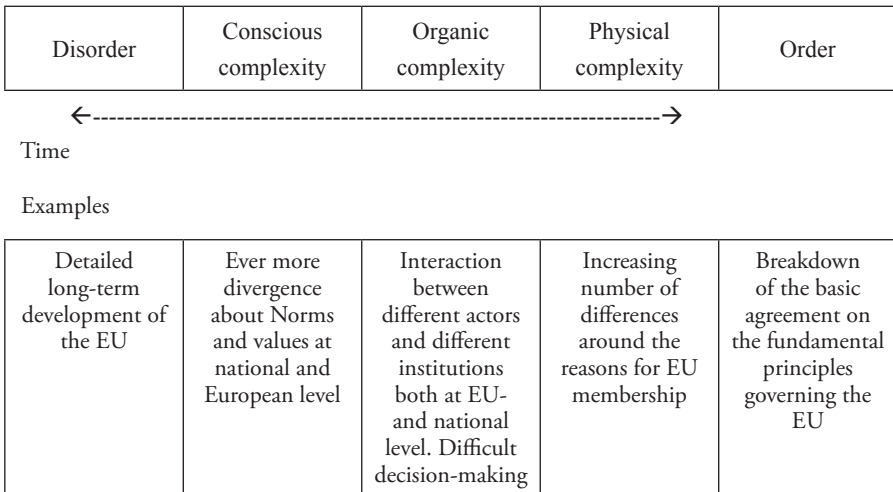 Disorder
Conscious
complexity
Organic
complexity
Physical
complexity
Order
←-----------------------------------------------------------------------→
Time
Examples
Detailed
long-term
development of
the EU
Ever more
divergence
about Norms
and values at
national and
European level
Interaction
between
different actors
and different
institutions
both at EU-
and national
level. Difficult
decision-making
Increasing
number of
differences
around the
reasons for EU
membership
Breakdown
of the basic
agreement on
the fundamental
principles
governing the
EU